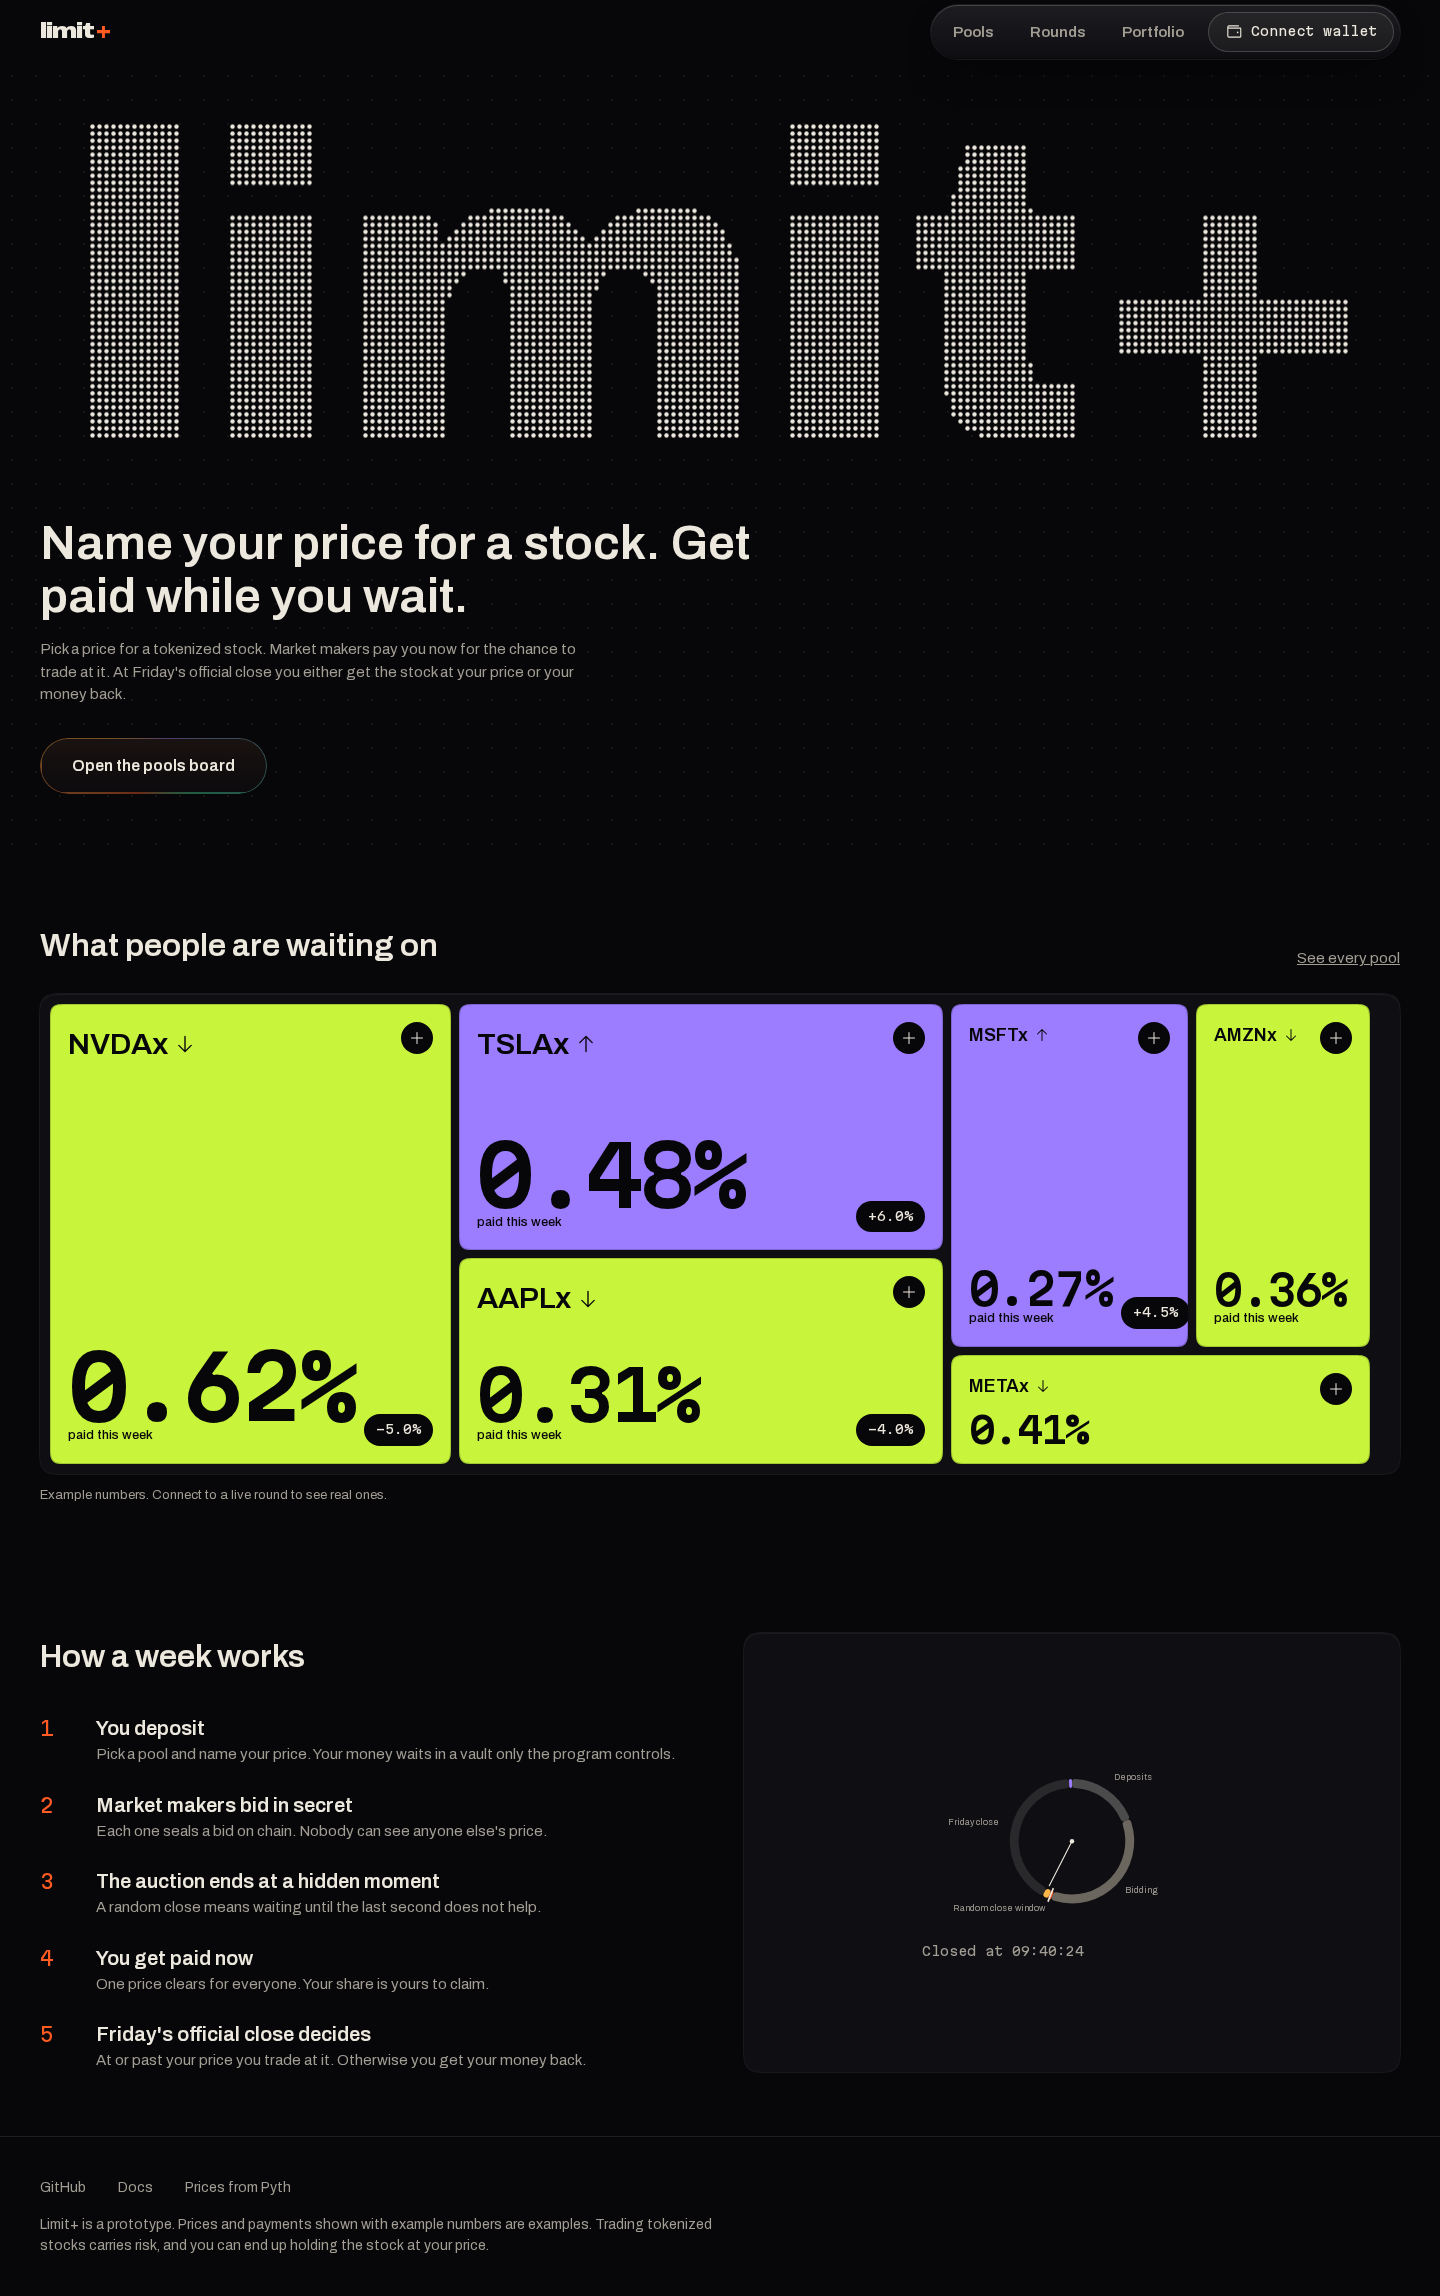 limit+
Pools
Rounds
Portfolio
Connect wallet
limit+
Name your price for a stock. Get
paid while you wait.
Pick a price for a tokenized stock. Market makers pay you now for the chance to
trade at it. At Friday's official close you either get the stock at your price or your
money back.
Open the pools board
What people are waiting on
See every pool
NVDAx ↓
0.62%
paid this week
−5.0%
TSLAx ↑
0.48%
paid this week
+6.0%
AAPLx ↓
0.31%
paid this week
−4.0%
MSFTx ↑
0.27%
paid this week
+4.5%
AMZNx ↓
0.36%
paid this week
METAx ↓
0.41%
Example numbers. Connect to a live round to see real ones.
How a week works
1
You deposit
Pick a pool and name your price. Your money waits in a vault only the program controls.
2
Market makers bid in secret
Each one seals a bid on chain. Nobody can see anyone else's price.
3
The auction ends at a hidden moment
A random close means waiting until the last second does not help.
4
You get paid now
One price clears for everyone. Your share is yours to claim.
5
Friday's official close decides
At or past your price you trade at it. Otherwise you get your money back.
Deposits
Friday close
Bidding
Random close window
Closed at 09:40:24
GitHub
Docs
Prices from Pyth
Limit+ is a prototype. Prices and payments shown with example numbers are examples. Trading tokenized
stocks carries risk, and you can end up holding the stock at your price.